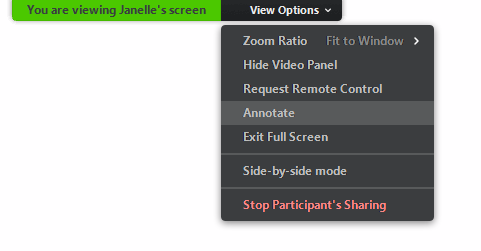 You are viewing Janelle's screen View Options
Zoom Ratio Fit to Window
Hide Video Panel
Request Remote Control
Annotate
Exit Full Screen
Side-by-side mode
Stop Participant's Sharing